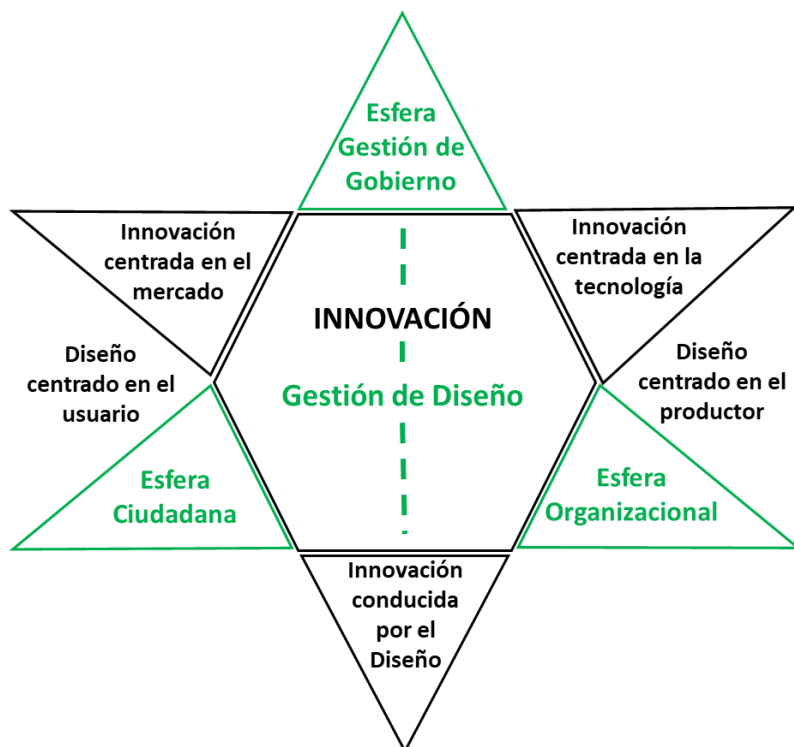 Esfera
Gestión de
Gobierno
Innovación
centrada en el
mercado
Innovación
centrada en la
tecnología
INNOVACIÓN
Diseño
centrado en el
usuario
Gestión de Diseño
Diseño
centrado en el
productor
Esfera
Ciudadana
Esfera
Organizacional
Innovación
conducida
por el
Diseño